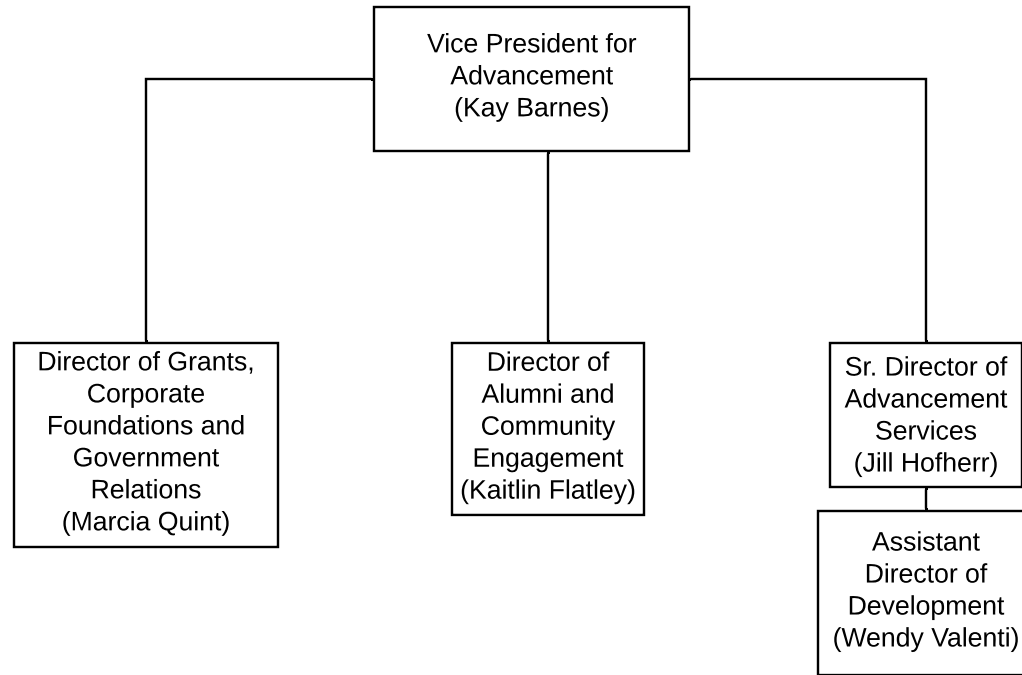 Vice President for
Advancement
(Kay Barnes)
Director of Grants,
Corporate
Foundations and
Government
Relations
(Marcia Quint)
Director of
Alumni and
Community
Engagement
(Kaitlin Flatley)
Sr. Director of
Advancement
Services
(Jill Hofherr)
Assistant
Director of
Development
(Wendy Valenti)